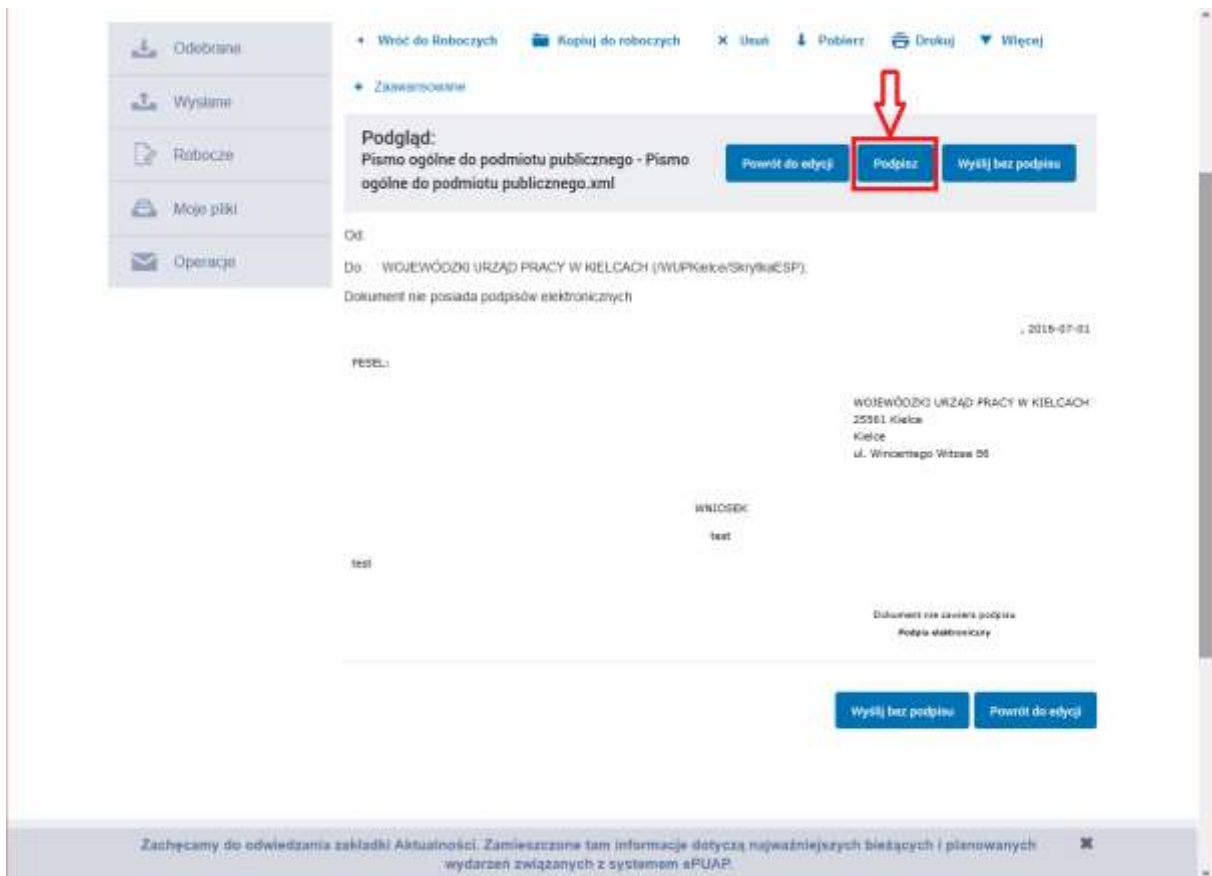 Odebrane
Wysłane
Robocze
Moje pliki
Operacje
Wróć do Roboczych
Kopiuj do roboczych
Usuń
Pobierz
Drukuj
Więcej
Zaawansowane
Podgląd:
Pismo ogólne do podmiotu publicznego - Pismo
ogólne do podmiotu publicznego.xml
Powrót do edycji
Podpisz
Wyślij bez podpisu
Od:
Do: WOJEWÓDZKI URZĄD PRACY W KIELCACH (/WUPKielce/SkrytkaESP);
Dokument nie posiada podpisów elektronicznych
, 2016-07-01
PESEL:
WOJEWÓDZKI URZĄD PRACY W KIELCACH
25561 Kielce
Kielce
ul. Wincentego Witosa 86
WNIOSEK
test
test
Dokument nie zawiera podpisu
Podpis elektroniczny
Wyślij bez podpisu
Powrót do edycji
Zachęcamy do odwiedzania zakładki Aktualności. Zamieszczone tam informacje dotyczą najważniejszych bieżących i planowanych
wydarzeń związanych z systemem ePUAP.